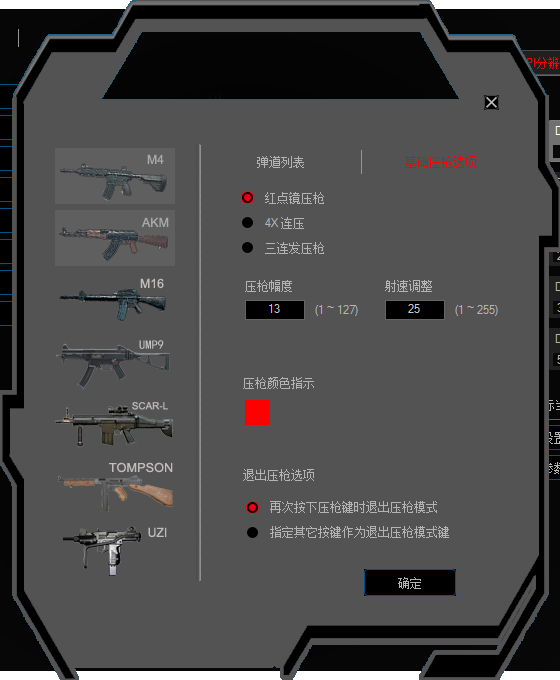 M4
AKM
M16
UMP9
SCAR-L
TOMPSON
UZI
弹道列表
红点镜压枪
4X 连压
三连发压枪
压枪幅度
射速调整
13 (1 ~ 127)
25 (1 ~ 255)
压枪颜色指示
退出压枪选项
再次按下压枪键时退出压枪模式
指定其它按键作为退出压枪模式键
确定